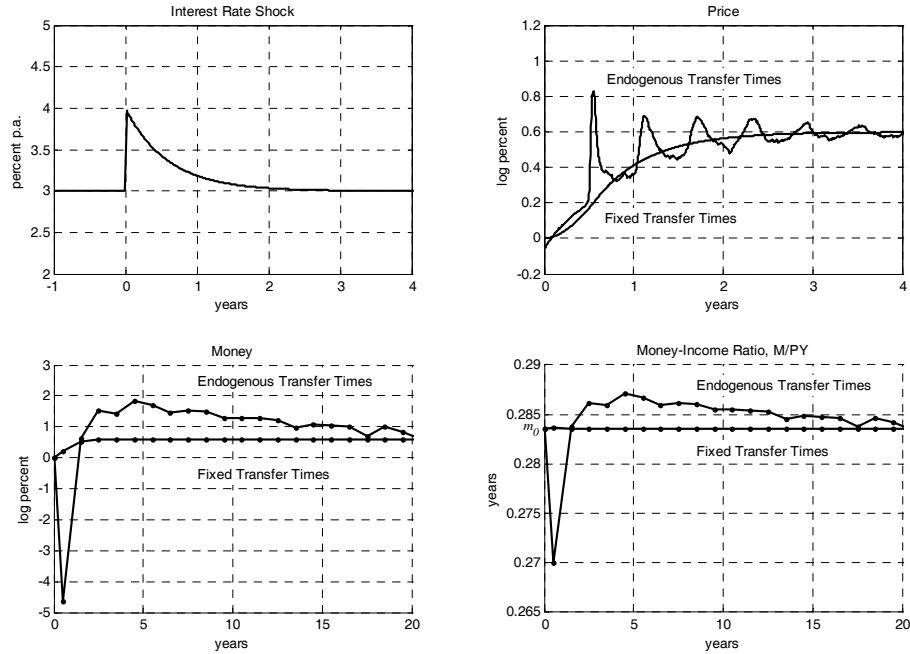 Interest Rate Shock
5
4.5
4
3.5
3
2.5
2
percent p.a.
-1
0
1
2
3
4
years
Price
1.2
1
0.8
0.6
0.4
0.2
0
-0.2
log percent
Endogenous Transfer Times
Fixed Transfer Times
0
1
2
3
4
years
Money
3
2
1
0
-1
-2
-3
-4
-5
log percent
Endogenous Transfer Times
Fixed Transfer Times
0
5
10
15
20
years
Money-Income Ratio, M/PY
0.29
0.285
m0
0.28
0.275
0.27
0.265
years
Endogenous Transfer Times
Fixed Transfer Times
0
5
10
15
20
years